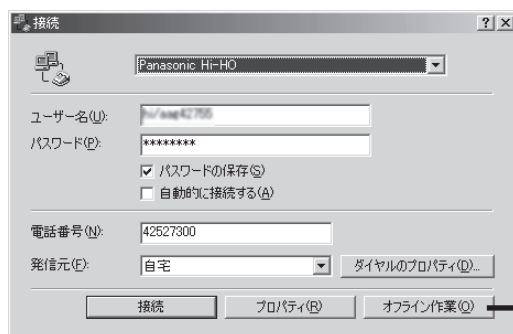 接続
Panasonic Hi-HO
ユーザー名(U):
パスワード(P): ********
パスワードの保存(S)
自動的に接続する(A)
電話番号(N): 42527300
発信元(F): 自宅 ダイヤルのプロパティ(D)...
接続 プロパティ(R) オフライン作業(O)